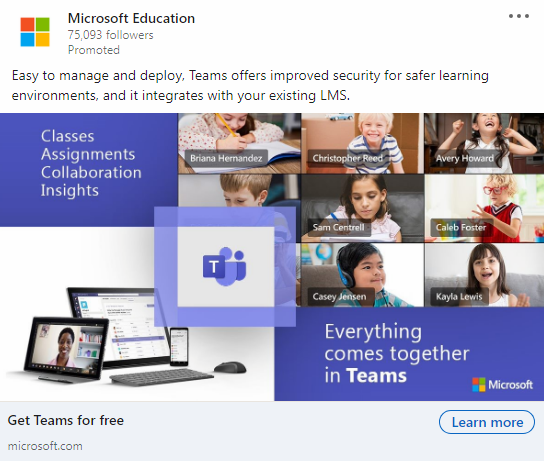 Microsoft Education
75,093 followers
Promoted
Easy to manage and deploy, Teams offers improved security for safer learning
environments, and it integrates with your existing LMS.
Classes
Assignments
Collaboration
Insights
Briana Hernandez
Christopher Reed
Avery Howard
Sam Centrell
Caleb Foster
T
Casey Jensen
Kayla Lewis
Everything
comes together
in Teams
Microsoft
Get Teams for free
Learn more
microsoft.com